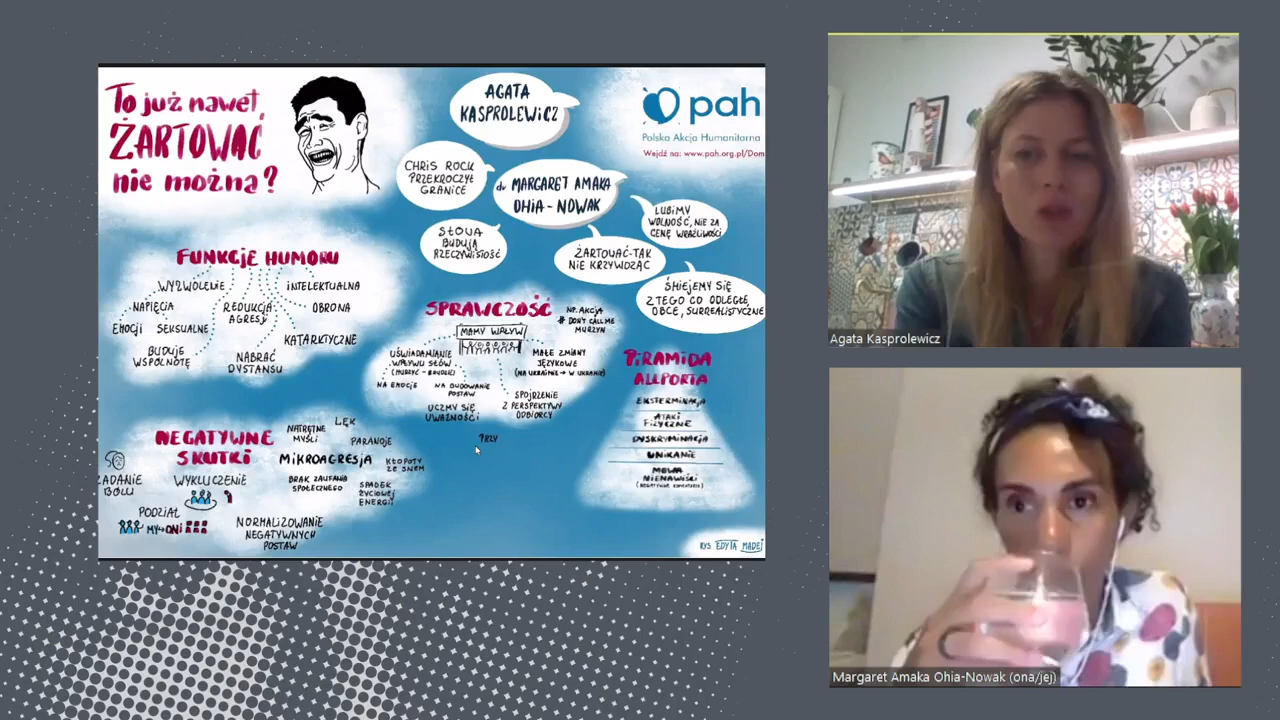 To już nawet
ŻARTOWAĆ
nie można?
AGATA
KASPROLEWICZ
pah
Polska Akcja Humanitarna
Wejdź na: www.pah.org.pl/Dom
CHRIS ROCK
PRZEKROCZYŁ
GRANICE
dr MARGARET AMAKA
OHIA-NOWAK
LUBIMY
WOLNOŚĆ, NIE ZA
CENĘ WRAŻLIWOŚCI
SŁOWA
BUDUJĄ
RZECZYWISTOŚĆ
ŻARTOWAĆ-TAK
NIE KRZYWDZĄC
ŚMIEJEMY SIĘ
Z TEGO CO ODLEGŁE,
OBCE, SURREALISTYCZNE
FUNKCJE HUMORU
WYZWOLENIE
INTELEKTUALNA
NAPIĘCIA
REDUKCJA
AGRESJI
OBRONA
EMOCJI
SEKSUALNE
KATARKTYCZNE
BUDUJE
WSPÓLNOTĘ
NABRAĆ
DYSTANSU
SPRAWCZOŚĆ
NP. AKCJA
# DON'T CALL ME
MURZYN
MAMY WPŁYW!
UŚWIADAMIANIE
WPŁYWU SŁÓW
MAŁE ZMIANY
JĘZYKOWE
(NA UKRAINIE → W UKRAINIE)
NA EMOCJE
NA BUDOWANIE
POSTAW
UCZMY SIĘ
UWAŻNOŚCI
SPOJRZENIE
Z PERSPEKTYWY
ODBIORCY
PRZY
PIRAMIDA
ALLPORTA
EKSTERMINACJA
ATAKI
FIZYCZNE
DYSKRYMINACJA
UNIKANIE
MOWA
NIENAWIŚCI
(NEGATYWNE KOMENTARZE)
NEGATYWNE
SKUTKI
NATRĘTNE
MYŚLI
LĘK
PARANOJE
MIKROAGRESJA
KŁOPOTY
ZE SNEM
ZADANIE
BÓLU
WYKLUCZENIE
BRAK ZAUFANIA
SPOŁECZNEGO
SPADEK
ŻYCIOWEJ
ENERGII
PODZIAŁ
MY↔ONI
NORMALIZOWANIE
NEGATYWNYCH
POSTAW
RYS EDYTA MADEJ
Agata Kasprolewicz
Margaret Amaka Ohia-Nowak (ona/jej)